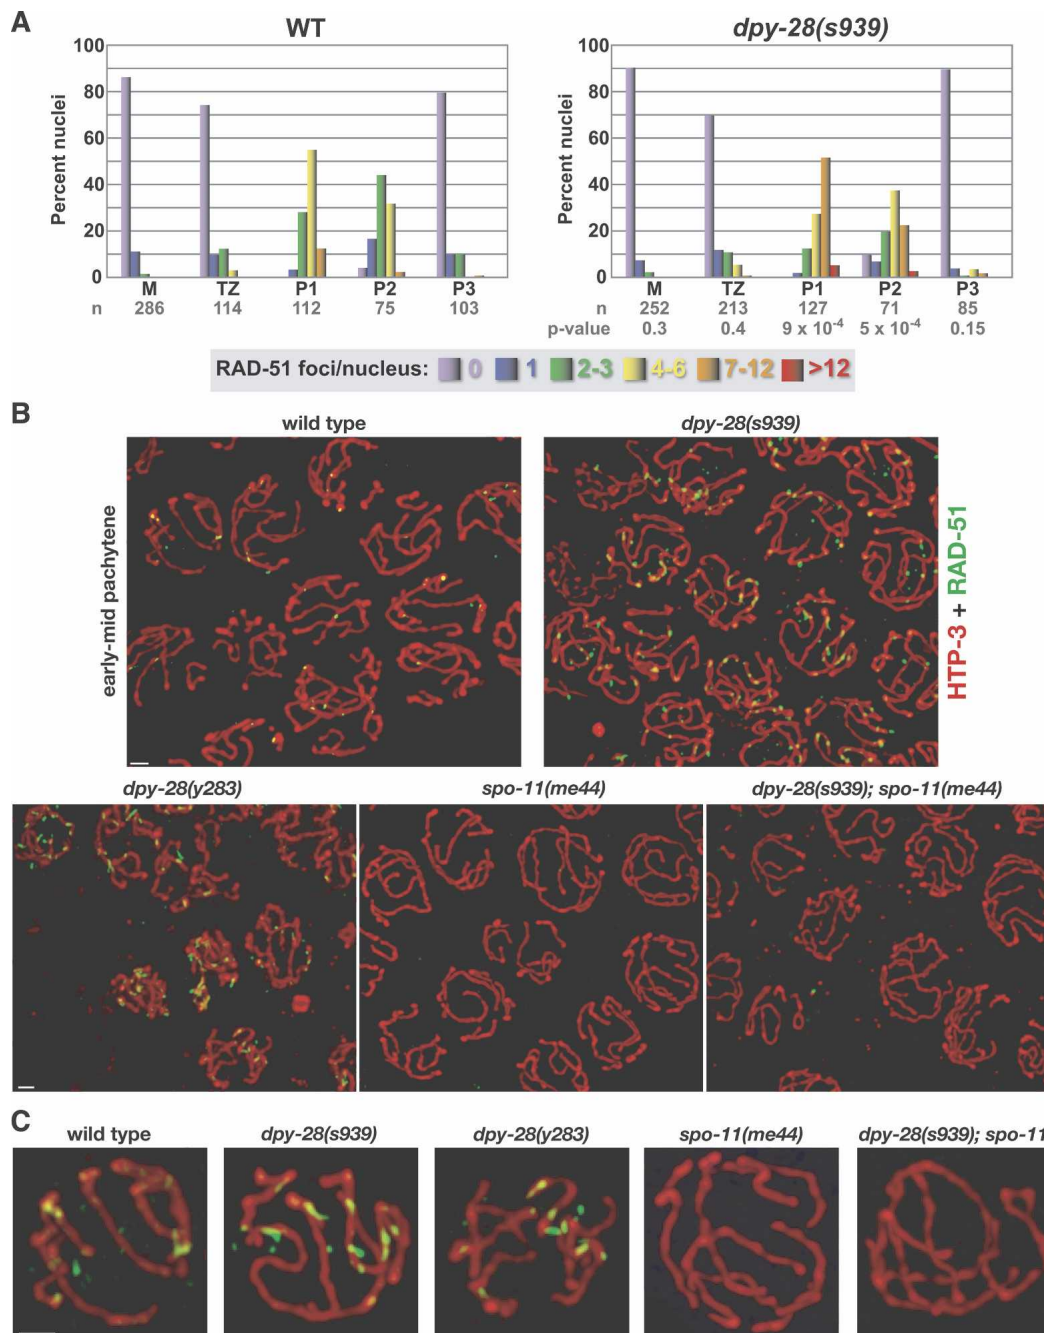 A
WT
dpy-28(s939)
Percent nuclei
100
80
60
40
20
0
M TZ P1 P2 P3
n 286 114 112 75 103
Percent nuclei
100
80
60
40
20
0
M TZ P1 P2 P3
n 252 213 127 71 85
p-value 0.3 0.4 9 x 10⁻⁴ 5 x 10⁻⁴ 0.15
RAD-51 foci/nucleus: 0 1 2-3 4-6 7-12 >12
B
wild type
dpy-28(s939)
early-mid pachytene
HTP-3 + RAD-51
dpy-28(y283)
spo-11(me44)
dpy-28(s939); spo-11(me44)
C
wild type
dpy-28(s939)
dpy-28(y283)
spo-11(me44)
dpy-28(s939); spo-11